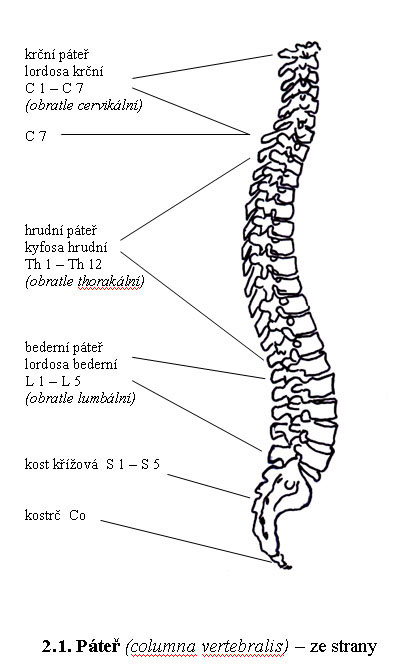 krční páteř
lordosa krční
C 1 – C 7
(obratle cervikální)
C 7
hrudní páteř
kyfosa hrudní
Th 1 – Th 12
(obratle thorakální)
bederní páteř
lordosa bederní
L 1 – L 5
(obratle lumbální)
kost křížová S 1 – S 5
kostrč Co
2.1. Páteř (columna vertebralis) – ze strany